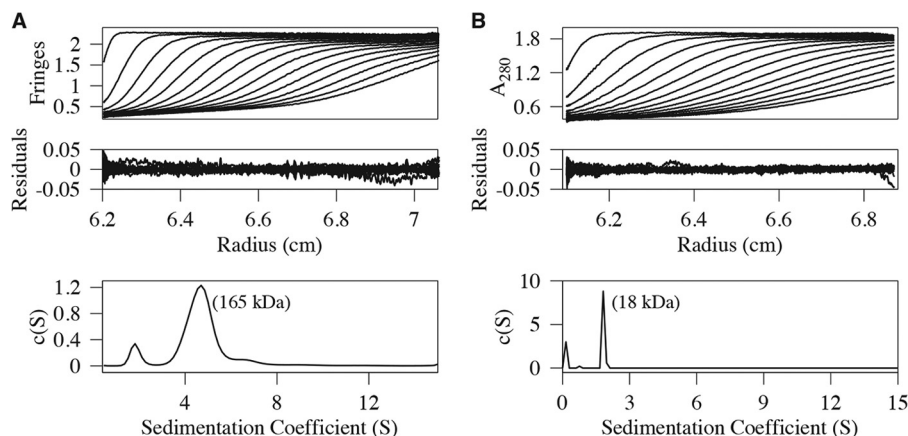 A
Fringes
2
1.5
1
0.5
Residuals
0.05
0
-0.05
6.2 6.4 6.6 6.8 7
Radius (cm)
c(S)
1.2
0.8
0.4
0
(165 kDa)
4 8 12
Sedimentation Coefficient (S)
B
A280
1.8
1.2
0.6
Residuals
0.05
0
-0.05
6.2 6.4 6.6 6.8
Radius (cm)
c(S)
10
5
0
(18 kDa)
0 3 6 9 12 15
Sedimentation Coefficient (S)